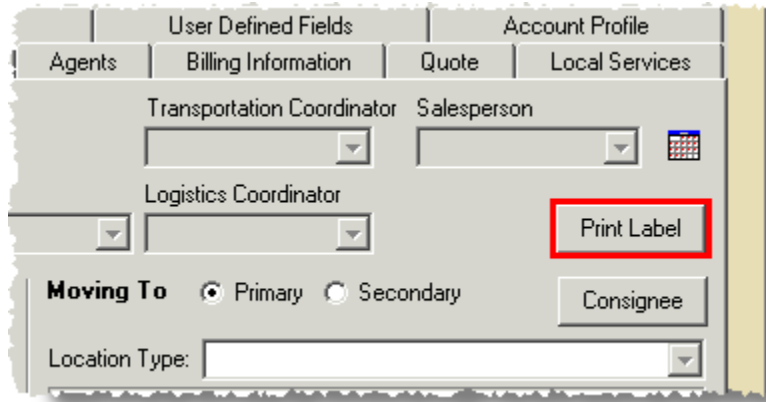 User Defined Fields Account Profile
Agents Billing Information Quote Local Services
Transportation Coordinator Salesperson
Logistics Coordinator
Print Label
Moving To Primary Secondary
Consignee
Location Type: